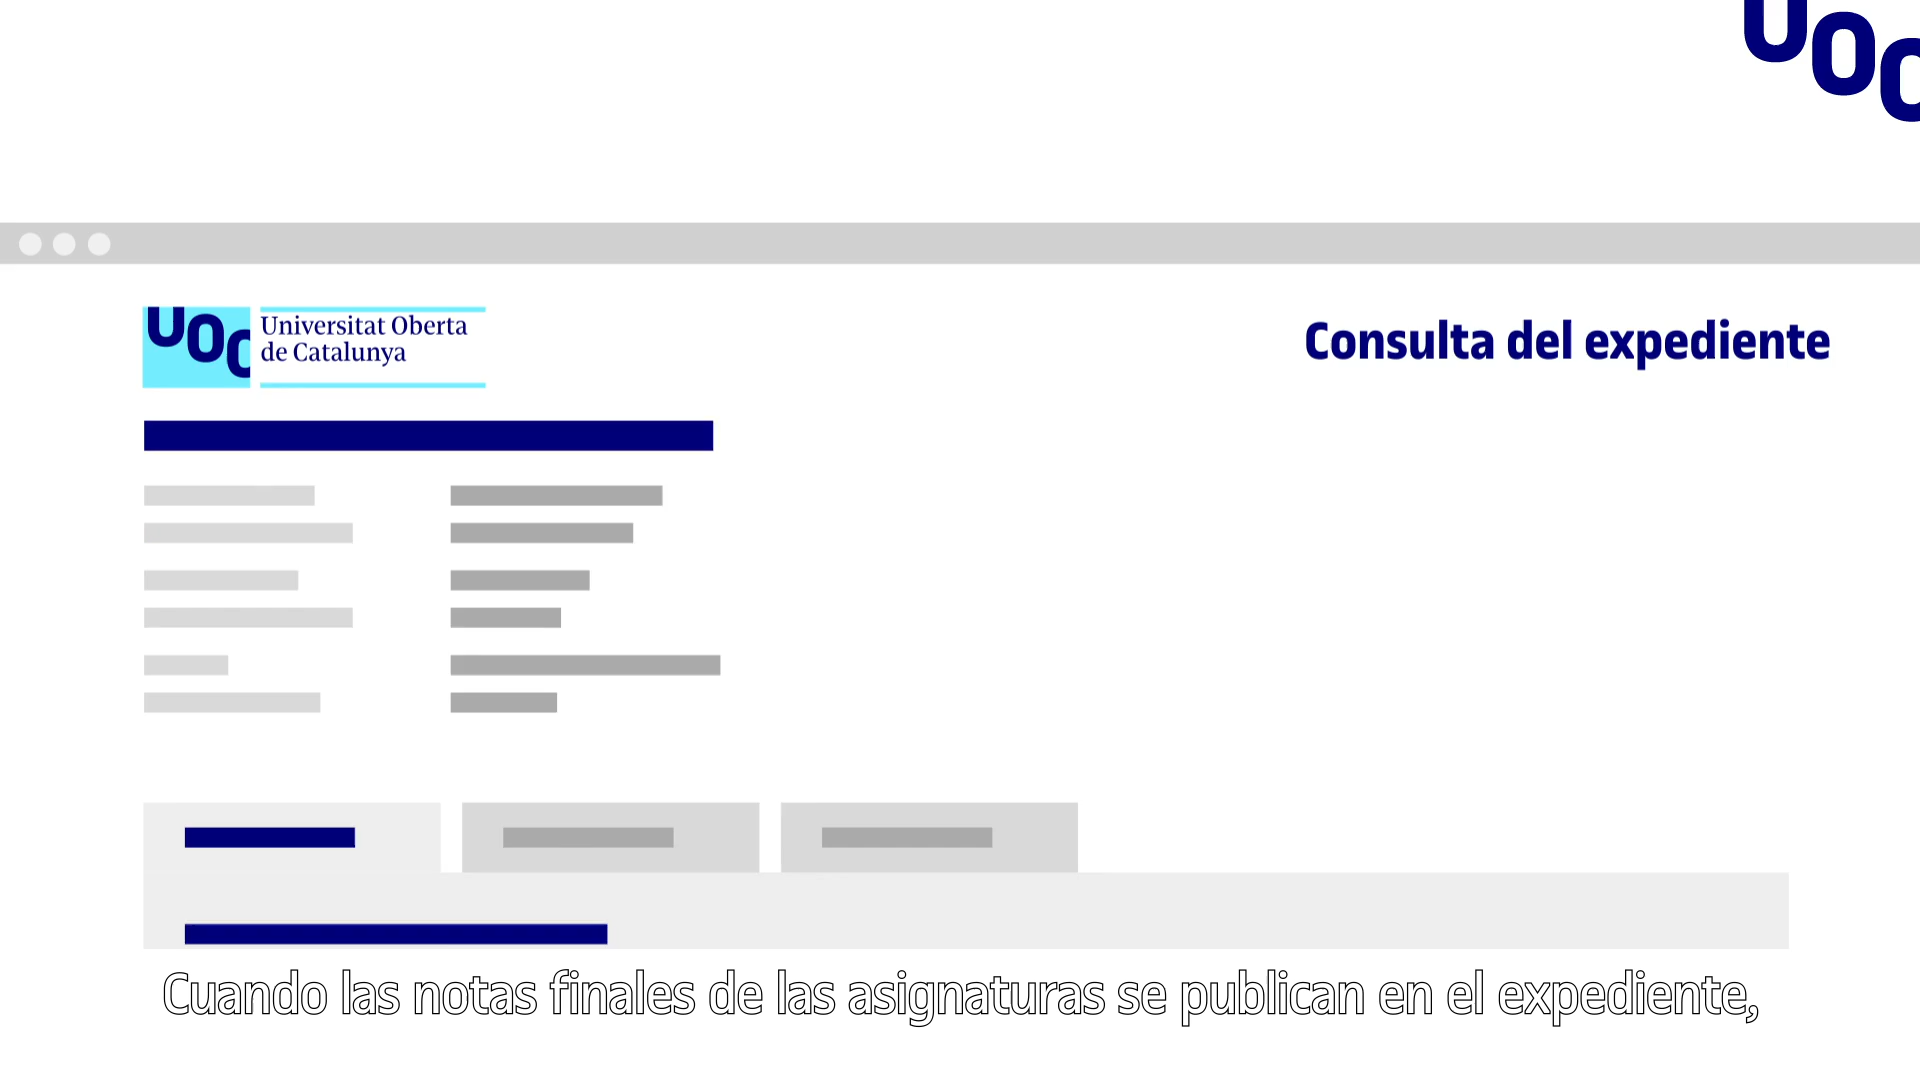 UOC
UOC
Universitat Oberta
de Catalunya
Consulta del expediente
Cuando las notas finales de las asignaturas se publican en el expediente,